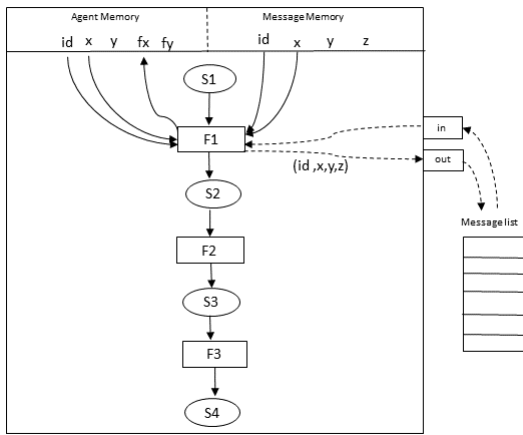 Agent Memory
Message Memory
id x y fx fy
id x y z
S1
F1
in
out
(id ,x,y,z)
S2
Message list
F2
S3
F3
S4